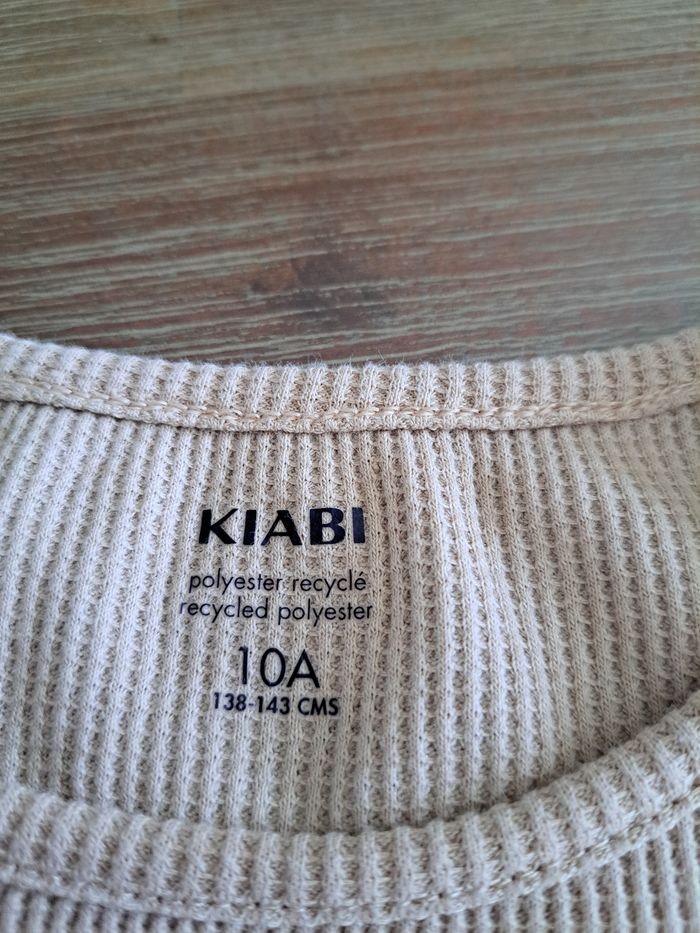 KIABI
polyester recyclé
recycled polyester
10A
138-143 CMS